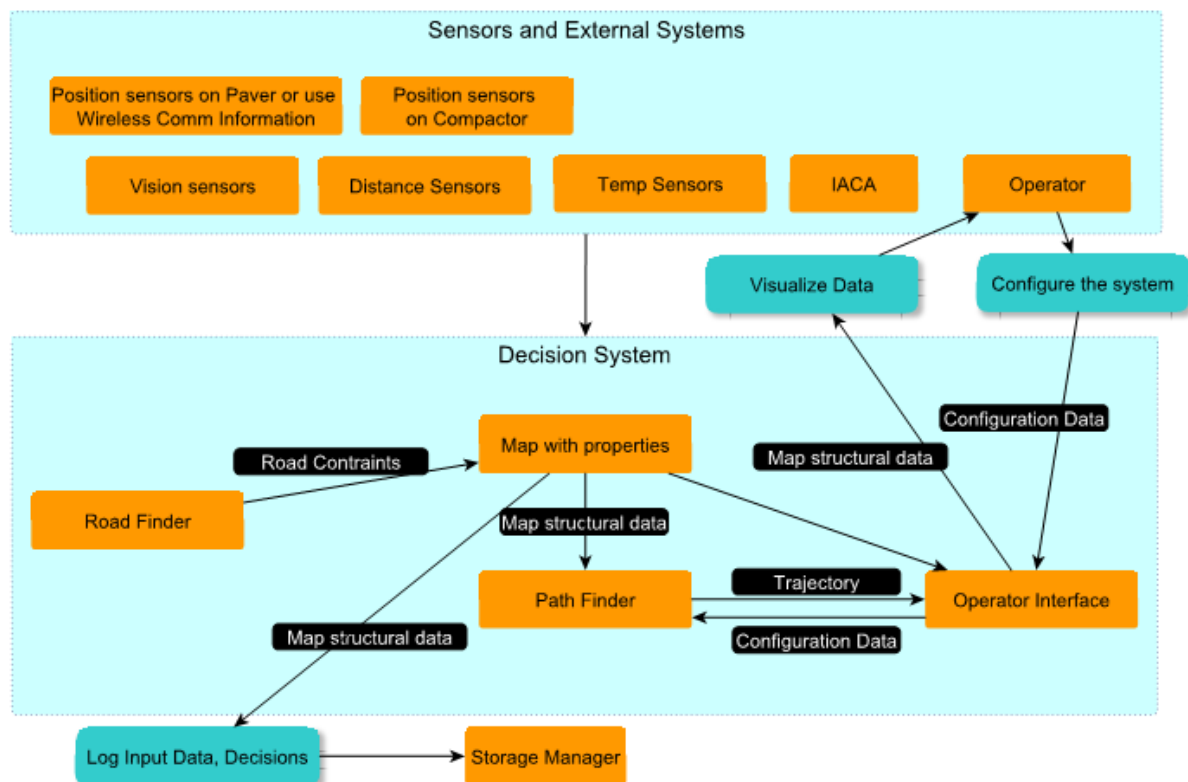 Sensors and External Systems
Position sensors on Paver or use
Wireless Comm Information
Position sensors
on Compactor
Vision sensors
Distance Sensors
Temp Sensors
IACA
Operator
Visualize Data
Configure the system
Decision System
Map with properties
Configuration Data
Road Contraints
Map structural data
Road Finder
Map structural data
Trajectory
Path Finder
Operator Interface
Map structural data
Configuration Data
Log Input Data, Decisions
Storage Manager